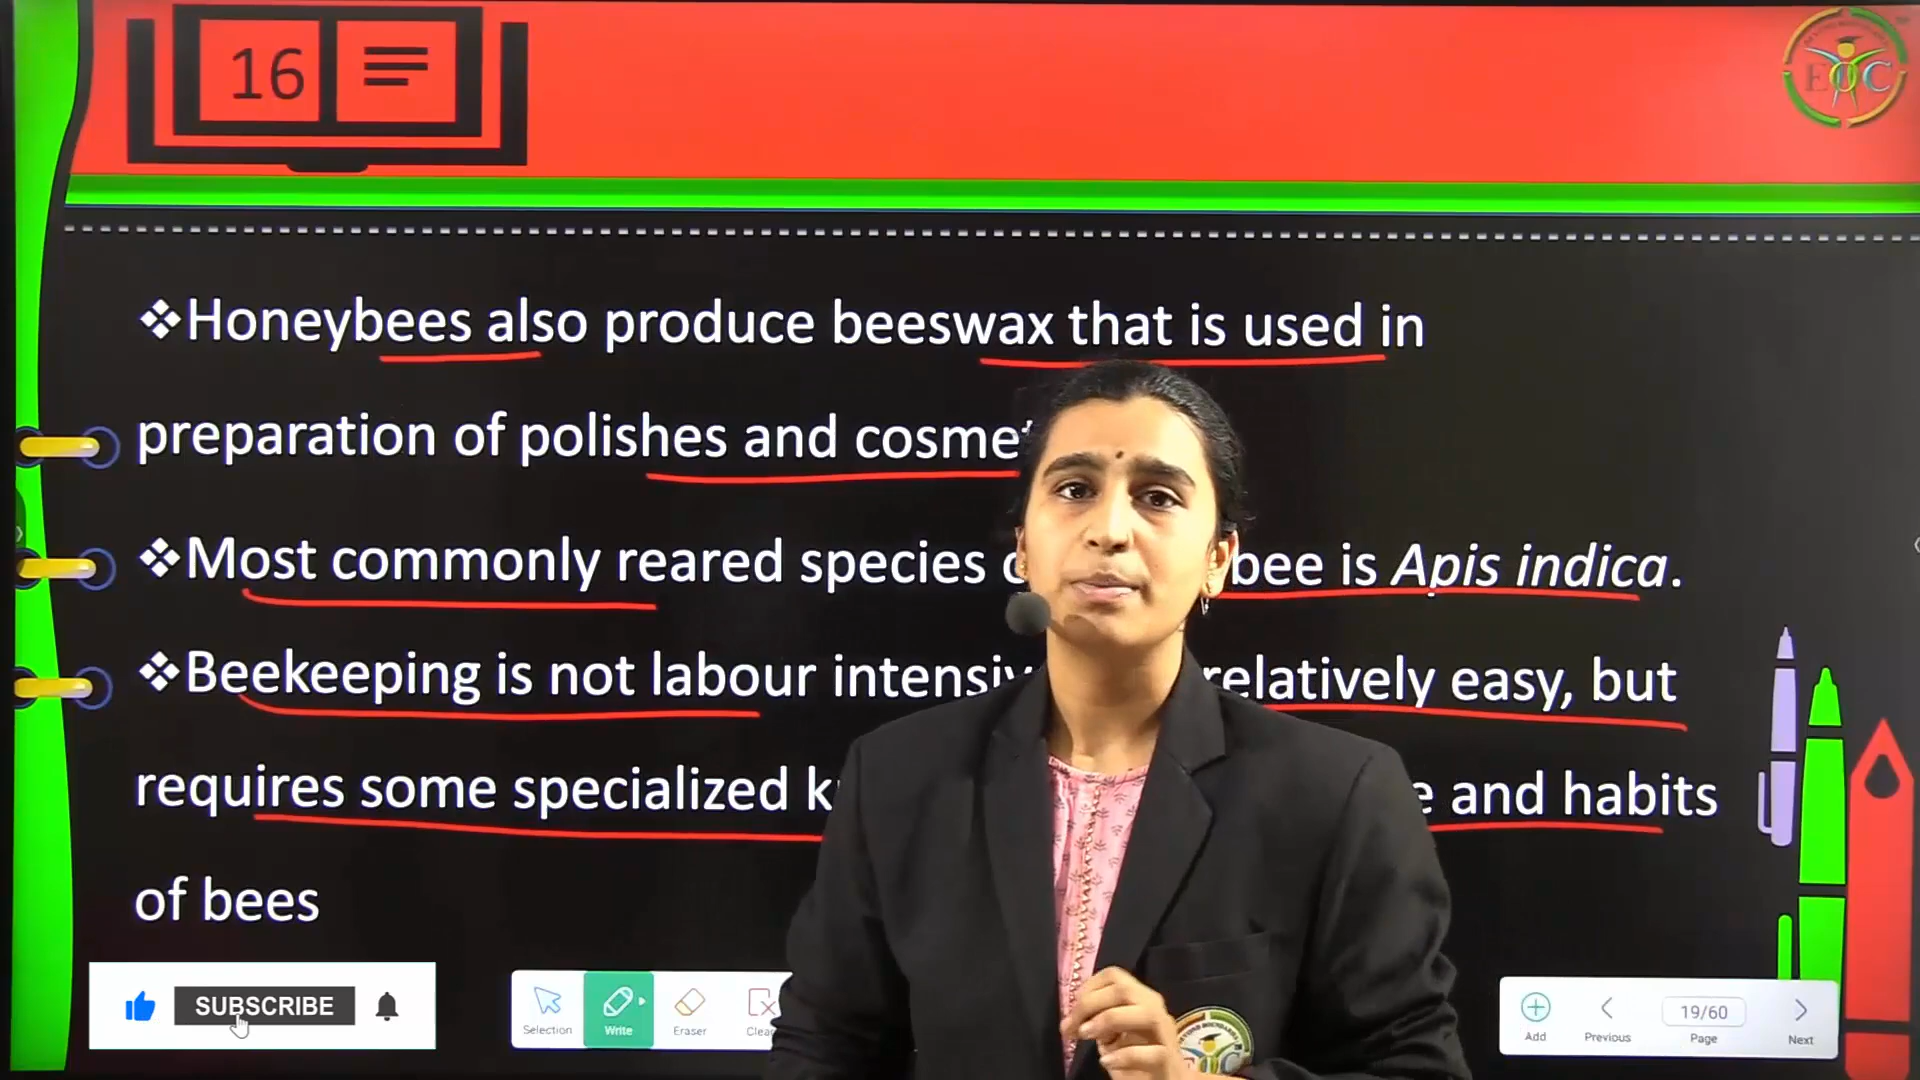 16
EOC
Honeybees also produce beeswax that is used in
preparation of polishes and
Most commonly reared species bee is Apis indica.
Beekeeping is not labour relatively easy, but
requires some specialized and habits
of bees
SUBSCRIBE
Selection Write Eraser
Add Previous 19/60 Page Next